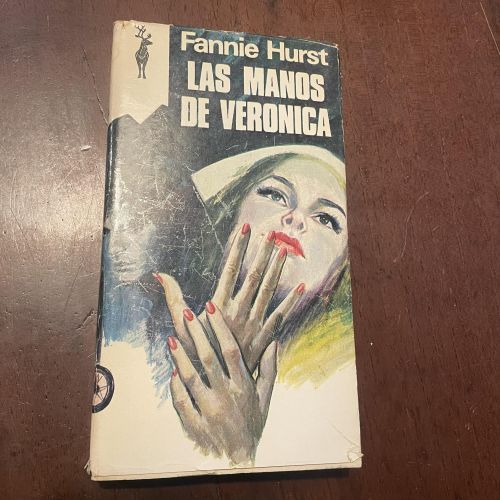 Fannie Hurst
LAS MANOS
DE VERONICA